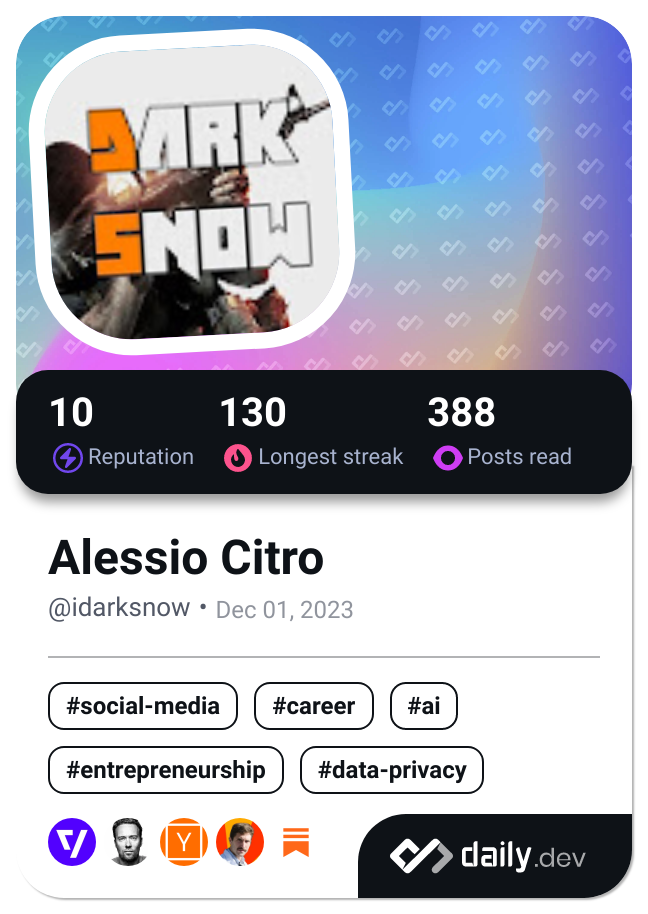 DARK
SNOW
10 130 388
Reputation Longest streak Posts read
Alessio Citro
@idarksnow • Dec 01, 2023
#social-media #career #ai
#entrepreneurship #data-privacy
Y
daily.dev